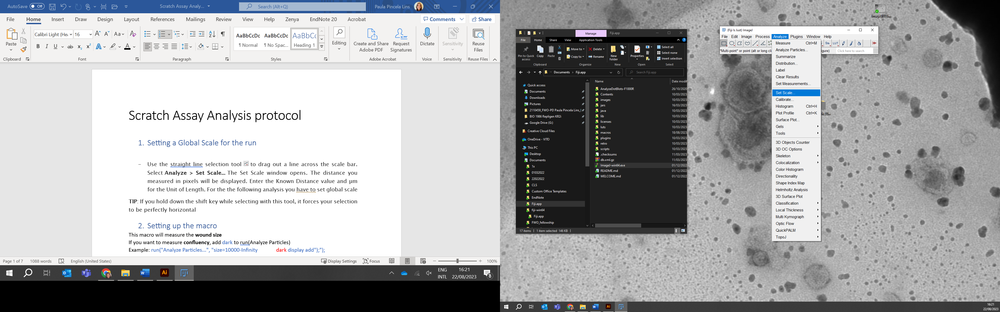 AutoSave Off
Scratch Assay Analy...
Search (Alt+Q)
Paula Pincela Lins
File Home Insert Draw Design Layout References Mailings Review View Help Zenya EndNote 20 Acrobat
Comments Share
Paste
Calibri Light (Hea 16
AaBbCcDc AaBbCcDc AaBbCc
¶ Normal ¶ No Spac... Heading 1
Editing
Create and Share Adobe PDF
Request Signatures
Dictate
Sensitivity
Reuse Files
Clipboard Font Paragraph Styles Adobe Acrobat Voice Sensitivity Reuse Files
Scratch Assay Analysis protocol
1. Setting a Global Scale for the run
– Use the straight line selection tool to drag out a line across the scale bar.
Select Analyze > Set Scale... The Set Scale window opens. The distance you
measured in pixels will be displayed. Enter the Known Distance value and µm
for the Unit of Length. For the the following analysis you have to set global scale
TIP: If you hold down the shift key while selecting with this tool, it forces your selection
to be perfectly horizontal
2. Setting up the macro
This macro will measure the wound size
If you want to measure confluency, add dark to run(Analyze Particles)
Example: run("Analyze Particles...", "size=10000-Infinity dark display add");");
Page 1 of 7 1088 words English (United States)
Display Settings Focus 100%
ENG
INTL
16:21
22/08/2023
8
Manage Fiji.app
File Home Share View Application Tools
Pin to Quick access
Copy
Paste
Move to
Copy to
Delete
Rename
New folder
Properties
Select all
Select none
Invert selection
Clipboard Organize New Open Select
Documents > Fiji.app
Search Fiji.app
Quick access
Documents
Downloads
Pictures
2110459_FWO-PD Paula Pincela Lins_I
BIO 1986 Repligen KR2i
Google Drive (G:)
Creative Cloud Files
OneDrive - VITO
This PC
Desktop
Documents
1x
01032022
22022022
CLS
Custom Office Templates
EndNote
Fiji.app
fiji-win64
Fiji.app
FWO_fellowship
Name Date modif
AnalyzeDotBlots-F1000R 26/10/2020
Contents 10/03/2023
images 10/03/2023
jars 16/03/2023
java 10/03/2023
lib 10/03/2023
licenses 10/03/2023
luts 10/03/2023
macros 18/08/2023
plugins 10/03/2023
retro 10/03/2023
scripts 10/03/2023
.checksums 11/03/2023
db.xml.gz 11/03/2023
ImageJ-win64.exe 01/12/2022
README.md 01/12/2022
WELCOME.md 01/12/2022
17 items 1 item selected 146 KB
(Fiji Is Just) ImageJ
File Edit Image Process Analyze Plugins Window Help
Stk LUT
"Multi-point" or point (alt or long cli
igure)
Click here to search
Measure Ctrl+M
Analyze Particles...
Summarize
Distribution...
Label
Clear Results
Set Measurements...
Set Scale...
Calibrate...
Histogram Ctrl+H
Plot Profile Ctrl+K
Surface Plot...
Gels
Tools
3D Objects Counter
3D OC Options
Skeleton
Colocalization
Color Histogram
Directionality
Shape Index Map
Helmholtz Analysis
3D Surface Plot
Classification
Local Thickness
Multi Kymograph
Optic Flow
QuickPALM
TopoJ
16:21
22/08/2023